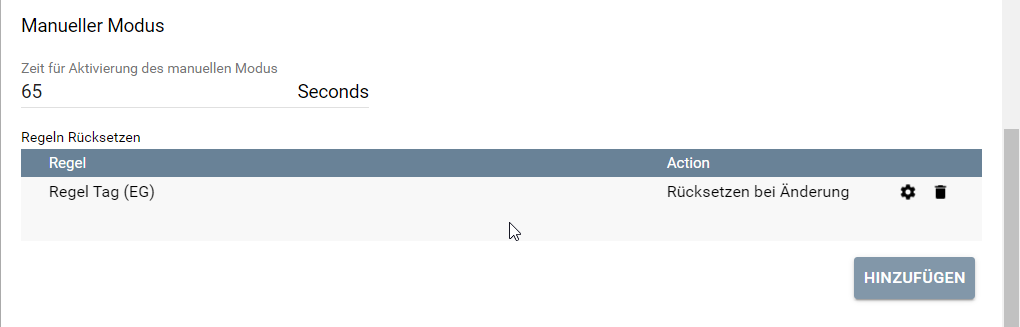 Manueller Modus
Zeit für Aktivierung des manuellen Modus
65 Seconds
Regeln Rücksetzen
Regel Action
Regel Tag (EG) Rücksetzen bei Änderung
HINZUFÜGEN